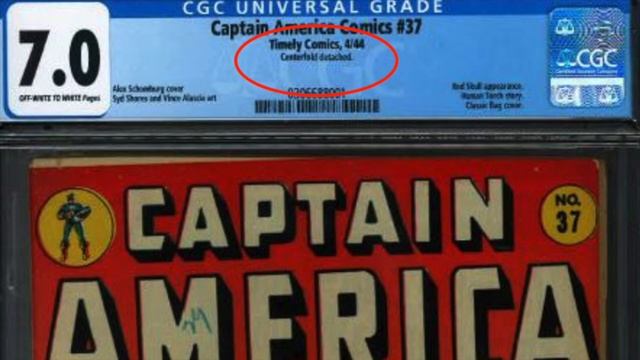 CGC UNIVERSAL GRADE
7.0
OFF-WHITE TO WHITE Pages
Captain America Comics #37
Timely Comics, 4/44
Centerfold detached.
Alex Schomburg cover
Syd Shores and Vince Alascia art
0206688001
Red Skull appearance.
Human Torch story.
Classic flag cover.
CGC
CAPTAIN
NO.
37
AMERICA